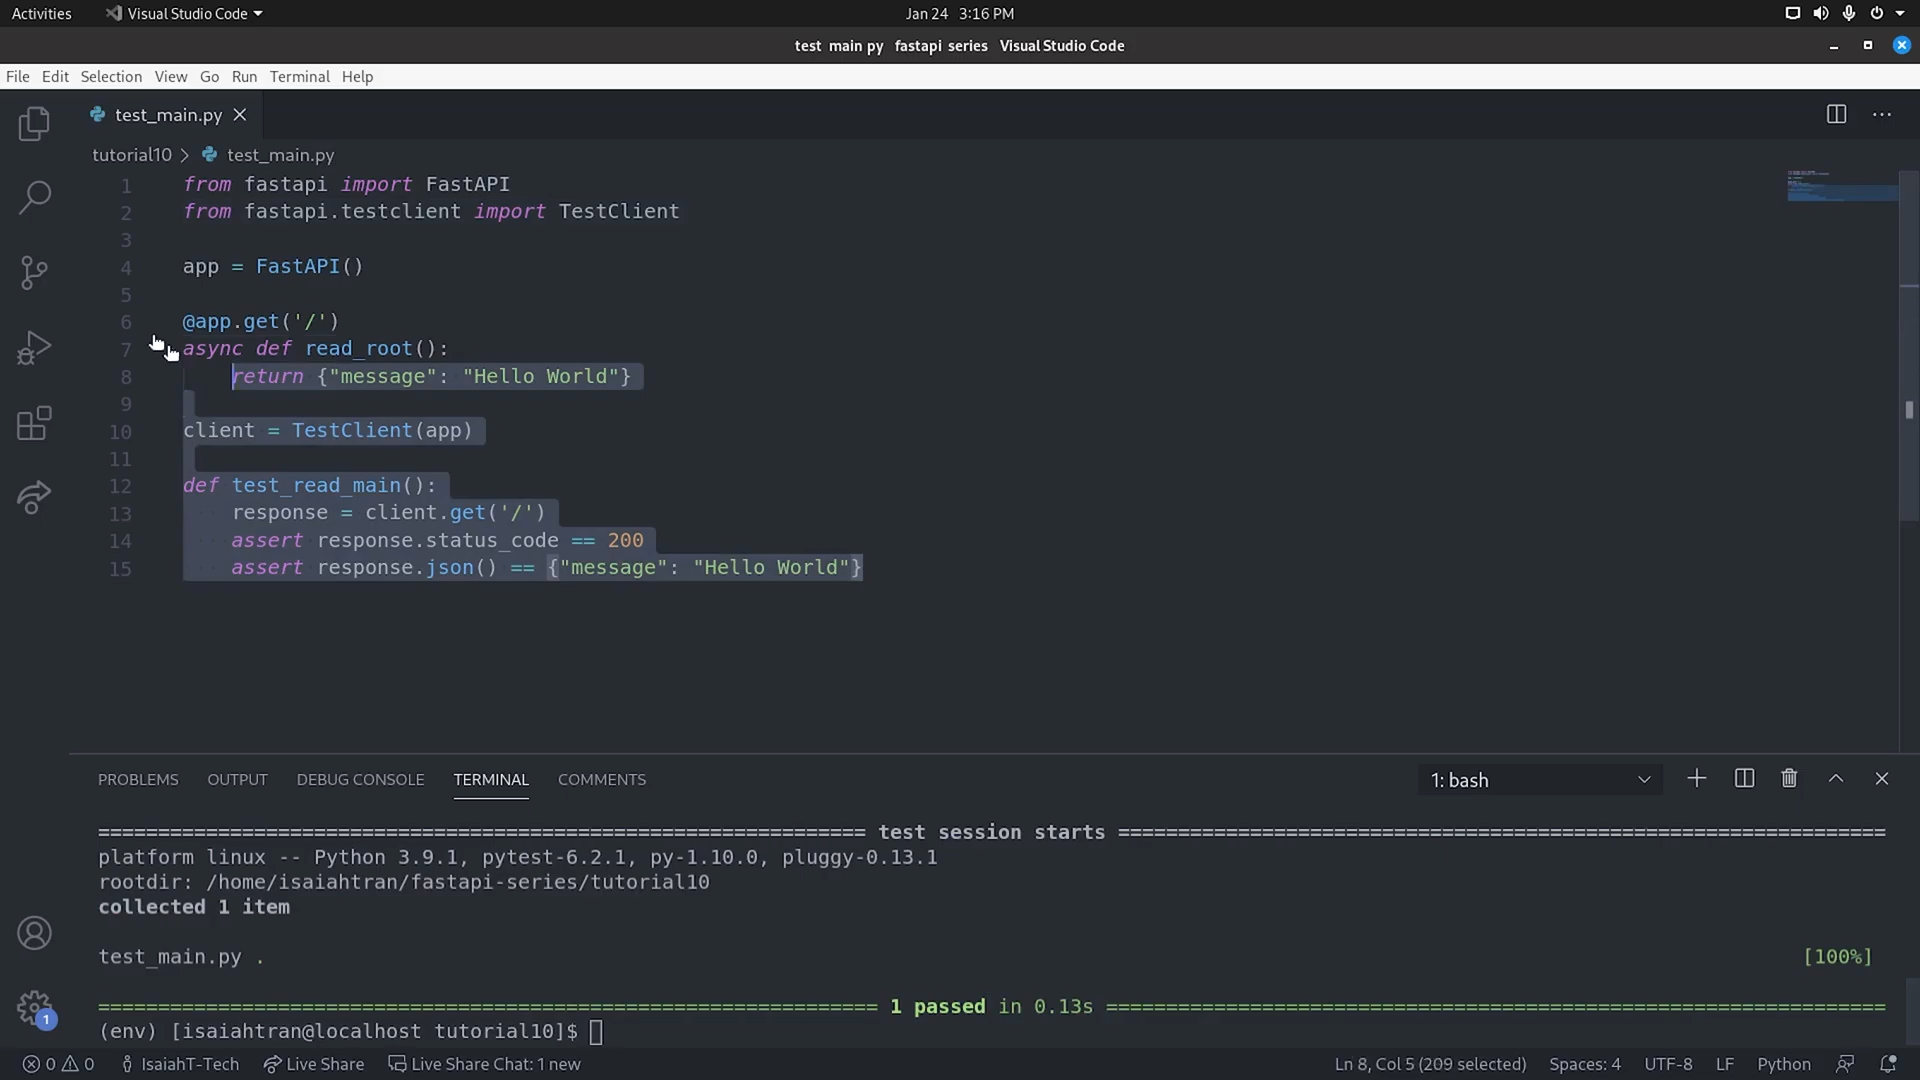 Activities Visual Studio Code Jan 24 3:16 PM
test main py fastapi series Visual Studio Code
File Edit Selection View Go Run Terminal Help
test_main.py
tutorial10 > test_main.py
1 from fastapi import FastAPI
2 from fastapi.testclient import TestClient
3
4 app = FastAPI()
5
6 @app.get('/')
7 async def read_root():
8 return {"message": "Hello World"}
9
10 client = TestClient(app)
11
12 def test_read_main():
13 response = client.get('/')
14 assert response.status_code == 200
15 assert response.json() == {"message": "Hello World"}
PROBLEMS OUTPUT DEBUG CONSOLE TERMINAL COMMENTS 1: bash
================================================================ test session starts ================================================================
platform linux -- Python 3.9.1, pytest-6.2.1, py-1.10.0, pluggy-0.13.1
rootdir: /home/isaiahtran/fastapi-series/tutorial10
collected 1 item
test_main.py . [100%]
================================================================= 1 passed in 0.13s =================================================================
(env) [isaiahtran@localhost tutorial10]$
1
0 0 IsaiahT-Tech Live Share Live Share Chat: 1 new Ln 8, Col 5 (209 selected) Spaces: 4 UTF-8 LF Python